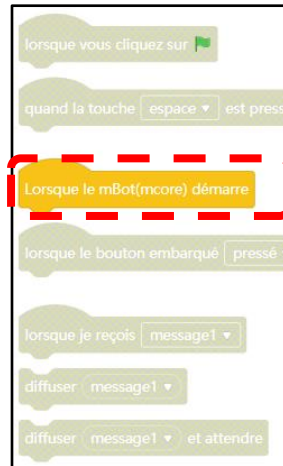 lorsque vous cliquez sur
quand la touche espace est press
Lorsque le mBot(mcore) démarre
lorsque le bouton embarqué pressé
lorsque je reçois message1
diffuser message1
diffuser message1 et attendre